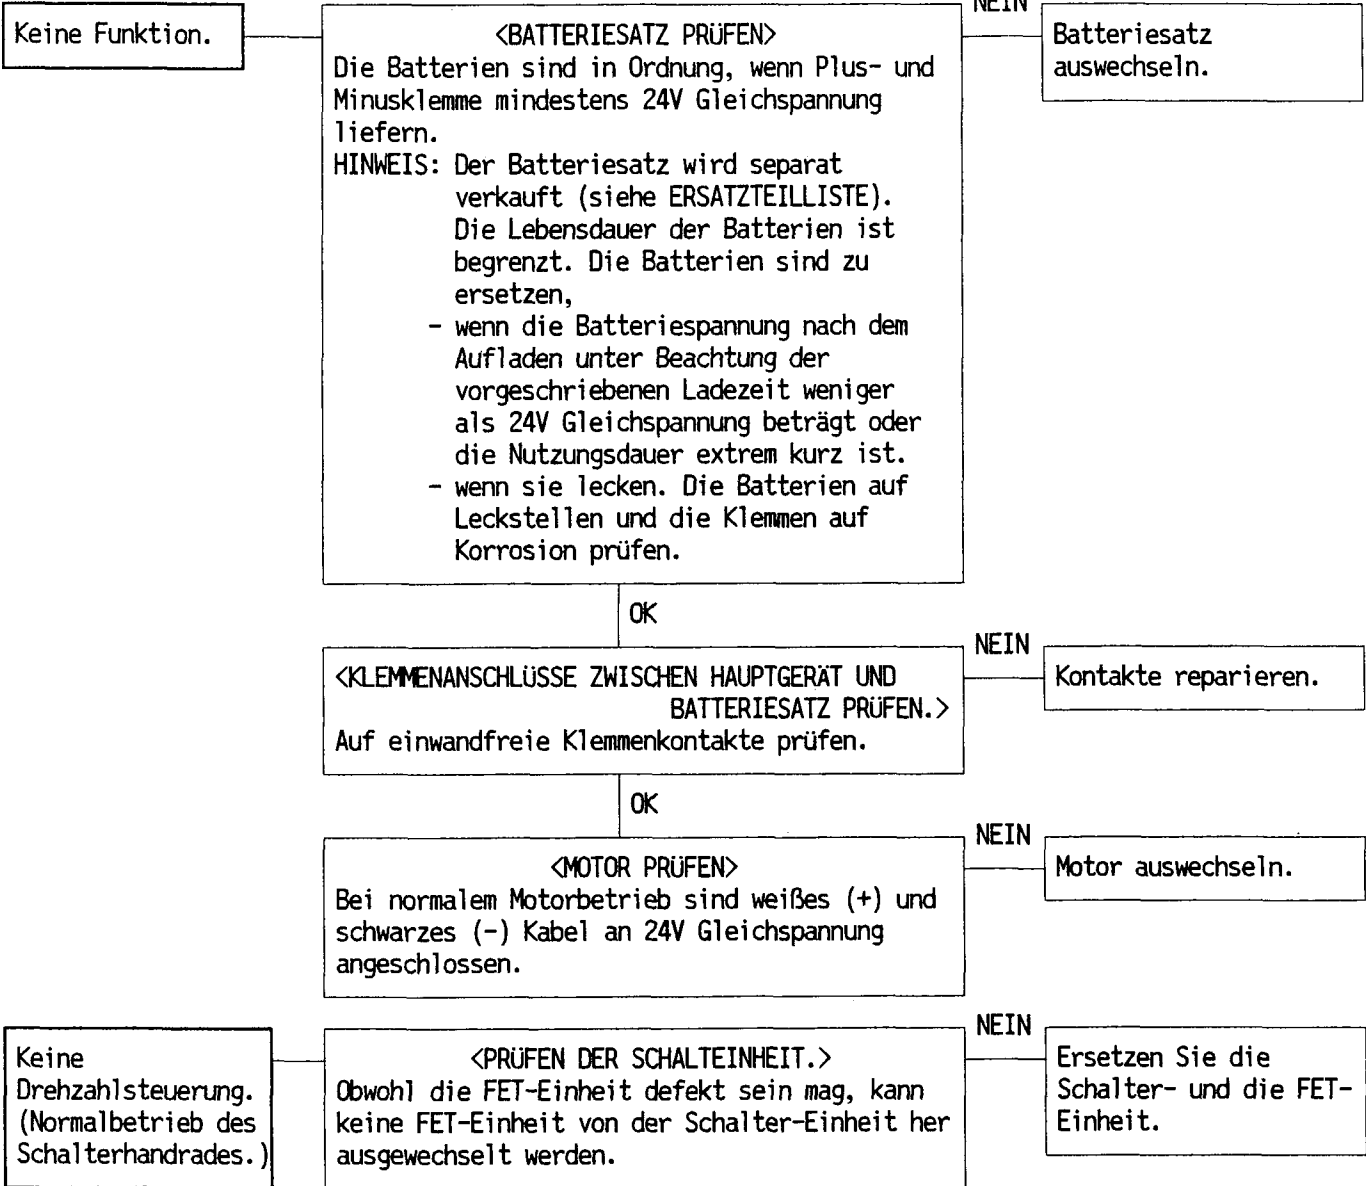 Keine Funktion.
<BATTERIESATZ PRÜFEN>
Die Batterien sind in Ordnung, wenn Plus- und
Minusklemme mindestens 24V Gleichspannung
liefern.
HINWEIS: Der Batteriesatz wird separat
verkauft (siehe ERSATZTEILLISTE).
Die Lebensdauer der Batterien ist
begrenzt. Die Batterien sind zu
ersetzen,
- wenn die Batteriespannung nach dem
Aufladen unter Beachtung der
vorgeschriebenen Ladezeit weniger
als 24V Gleichspannung beträgt oder
die Nutzungsdauer extrem kurz ist.
- wenn sie lecken. Die Batterien auf
Leckstellen und die Klemmen auf
Korrosion prüfen.
NEIN
Batteriesatz
auswechseln.
OK
<KLEMMENANSCHLÜSSE ZWISCHEN HAUPTGERÄT UND
BATTERIESATZ PRÜFEN.>
Auf einwandfreie Klemmenkontakte prüfen.
NEIN
Kontakte reparieren.
OK
<MOTOR PRÜFEN>
Bei normalem Motorbetrieb sind weißes (+) und
schwarzes (-) Kabel an 24V Gleichspannung
angeschlossen.
NEIN
Motor auswechseln.
Keine
Drehzahlsteuerung.
(Normalbetrieb des
Schalterhandrades.)
<PRÜFEN DER SCHALTEINHEIT.>
Obwohl die FET-Einheit defekt sein mag, kann
keine FET-Einheit von der Schalter-Einheit her
ausgewechselt werden.
NEIN
Ersetzen Sie die
Schalter- und die FET-
Einheit.